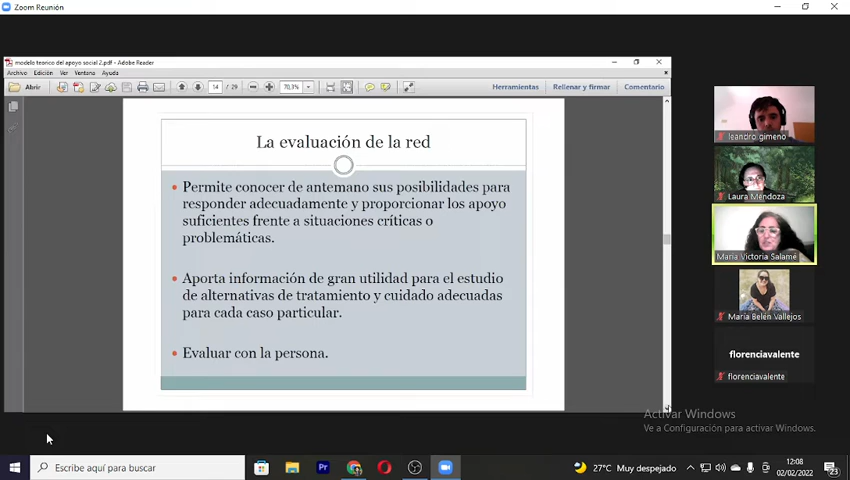 Zoom Reunión
modelo teorico del apoyo social 2.pdf - Adobe Reader
Archivo Edición Ver Ventana Ayuda
Abrir 14 / 29 70,3% Herramientas Rellenar y firmar Comentario
La evaluación de la red
Permite conocer de antemano sus posibilidades para
responder adecuadamente y proporcionar los apoyo
suficientes frente a situaciones críticas o
problemáticas.
Aporta información de gran utilidad para el estudio
de alternativas de tratamiento y cuidado adecuadas
para cada caso particular.
Evaluar con la persona.
leandro gimeno
Laura Mendoza
Maria Victoria Salamé
Maria Belén Vallejos
florenciavalente
florenciavalente
Activar Windows
Ve a Configuración para activar Windows.
Escribe aquí para buscar
Pr
27°C Muy despejado
12:08
02/02/2022
23